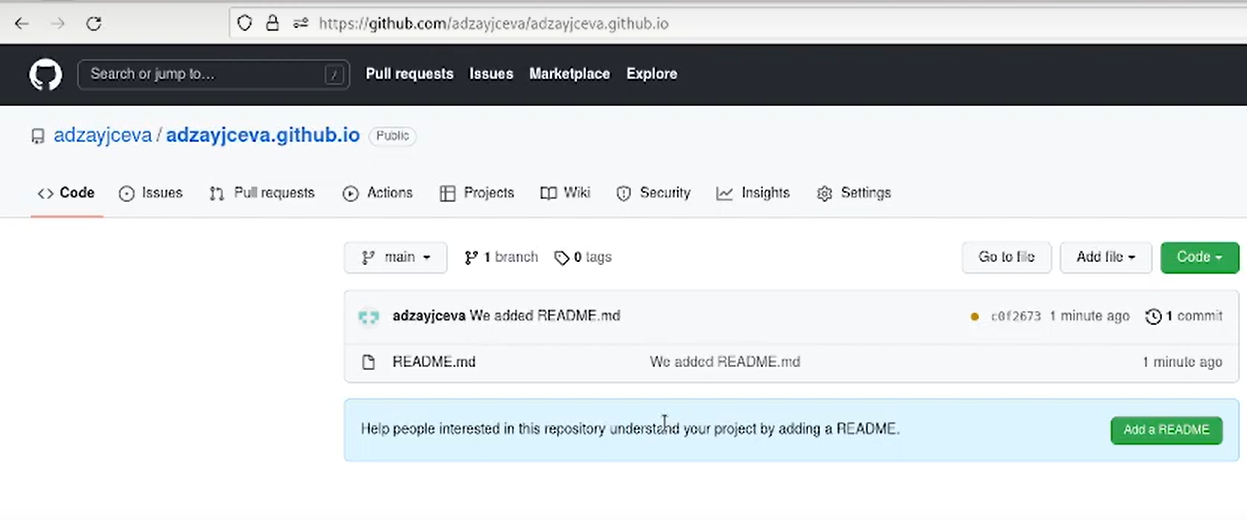 https://github.com/adzayjceva/adzayjceva.github.io
Search or jump to... / Pull requests Issues Marketplace Explore
adzayjceva / adzayjceva.github.io Public
Code Issues Pull requests Actions Projects Wiki Security Insights Settings
main 1 branch 0 tags Go to file Add file Code
adzayjceva We added README.md c0f2673 1 minute ago 1 commit
README.md We added README.md 1 minute ago
Help people interested in this repository understand your project by adding a README. Add a README